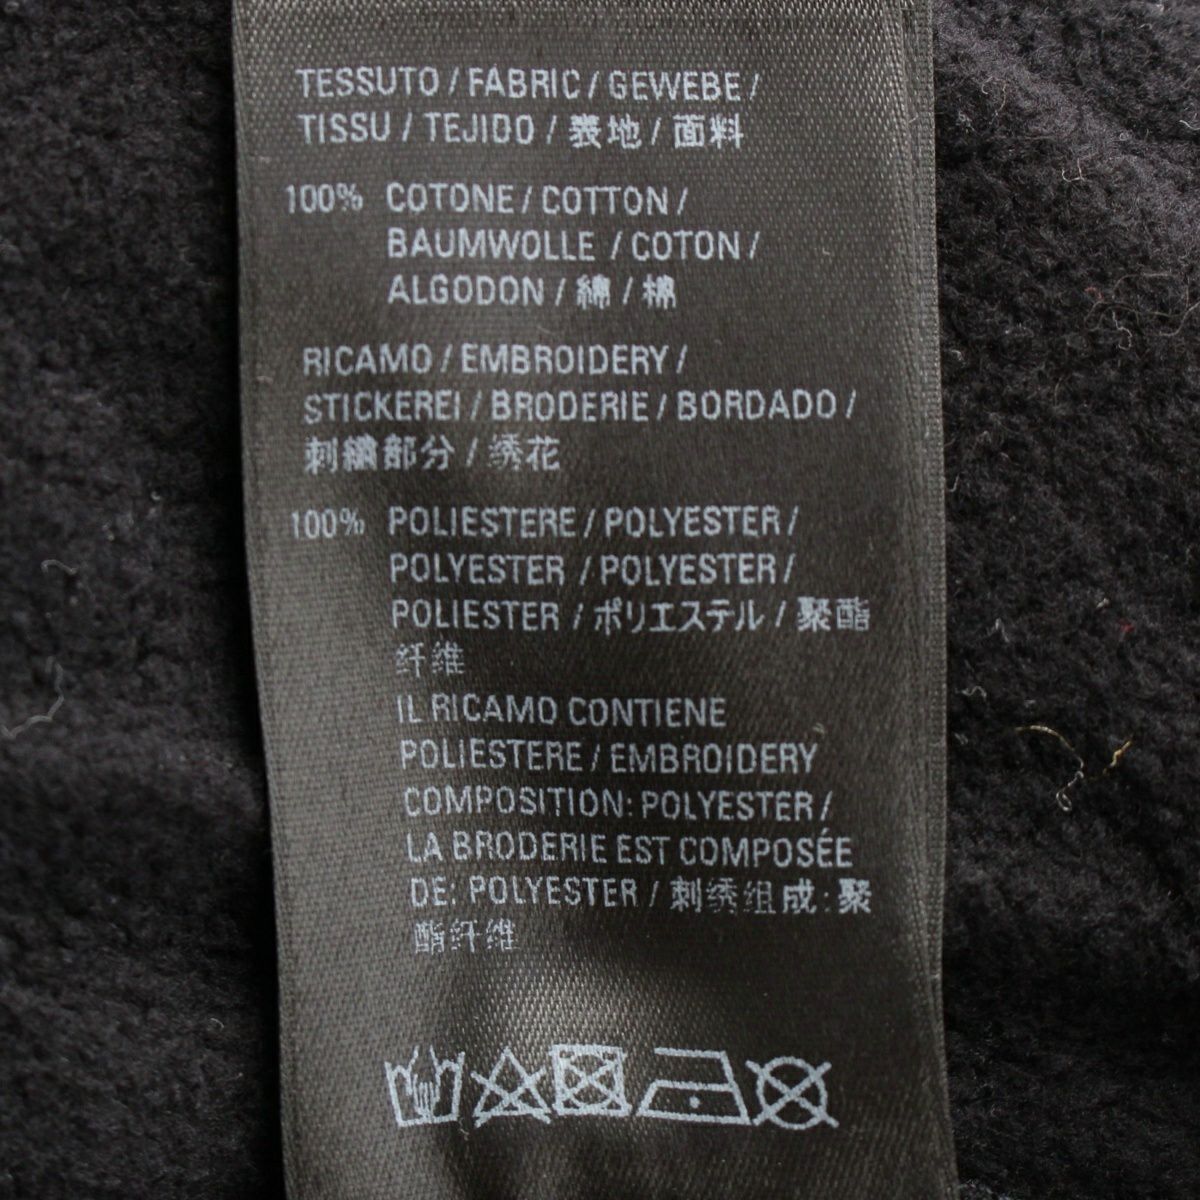 TESSUTO / FABRIC / GEWEBE /
TISSU / TEJIDO / 表地 / 面料
100% COTONE / COTTON /
BAUMWOLLE / COTON /
ALGODON / 綿 / 棉
RICAMO / EMBROIDERY /
STICKEREI / BRODERIE / BORDADO /
刺繍部分 / 绣花
100% POLIESTERE / POLYESTER /
POLYESTER / POLYESTER /
POLIESTER / ポリエステル / 聚酯
纤维
IL RICAMO CONTIENE
POLIESTERE / EMBROIDERY
COMPOSITION: POLYESTER /
LA BRODERIE EST COMPOSÉE
DE: POLYESTER / 刺绣组成: 聚
酯纤维